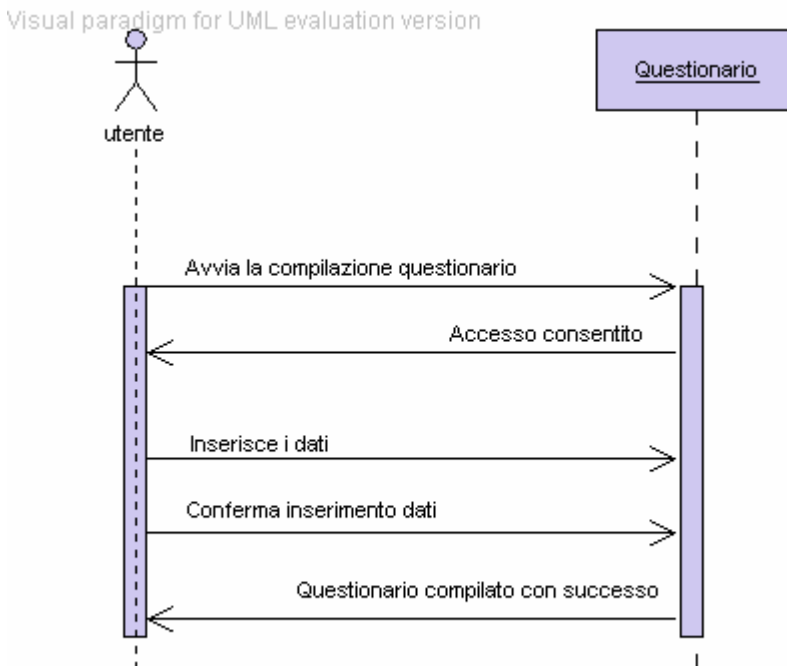 Visual paradigm for UML evaluation version
Questionario
utente
Avvia la compilazione questionario
Accesso consentito
Inserisce i dati
Conferma inserimento dati
Questionario compilato con successo